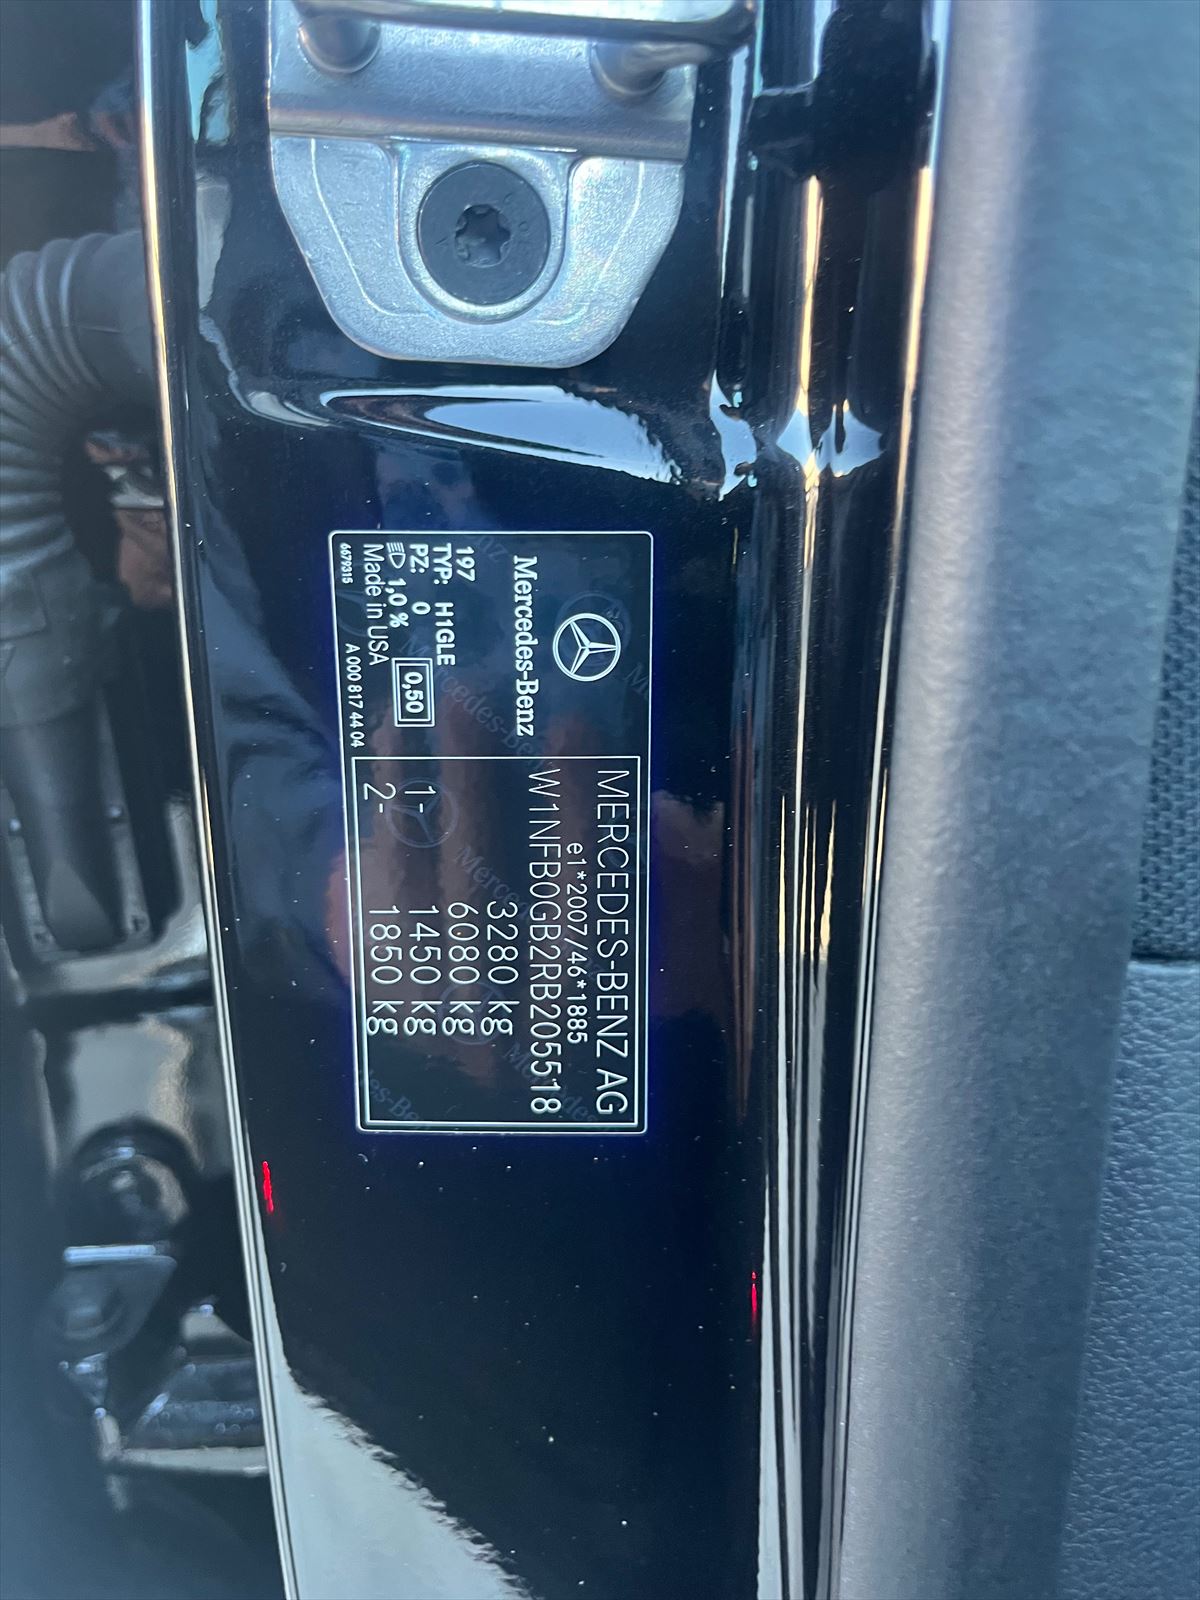 Mercedes-Benz
197
TYP: H1GLE
PZ: 0
1,0 %
0,50
Made in USA
6679315
A 000 817 44 04
MERCEDES-BENZ AG
e1*2007/46*1885
W1NFB0GB2RB205518
3280 kg
6080 kg
1- 1450 kg
2- 1850 kg